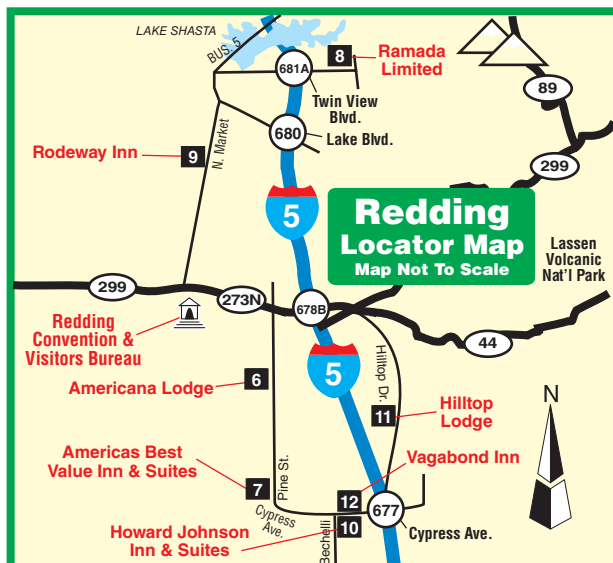 LAKE SHASTA
BUS. 5
8
Ramada
Limited
681A
Twin View
Blvd.
89
680
Lake Blvd.
Rodeway Inn
9
N. Market
299
5
Redding
Locator Map
Map Not To Scale
Lassen
Volcanic
Nat'l Park
299
273N
678B
Redding
Convention &
Visitors Bureau
44
5
Hilltop Dr.
Americana Lodge
6
11
Hilltop
Lodge
N
Americas Best
Value Inn & Suites
7
Pine St.
Vagabond Inn
12
677
Cypress
Ave.
Cypress Ave.
Howard Johnson
Inn & Suites
10
Bechelli